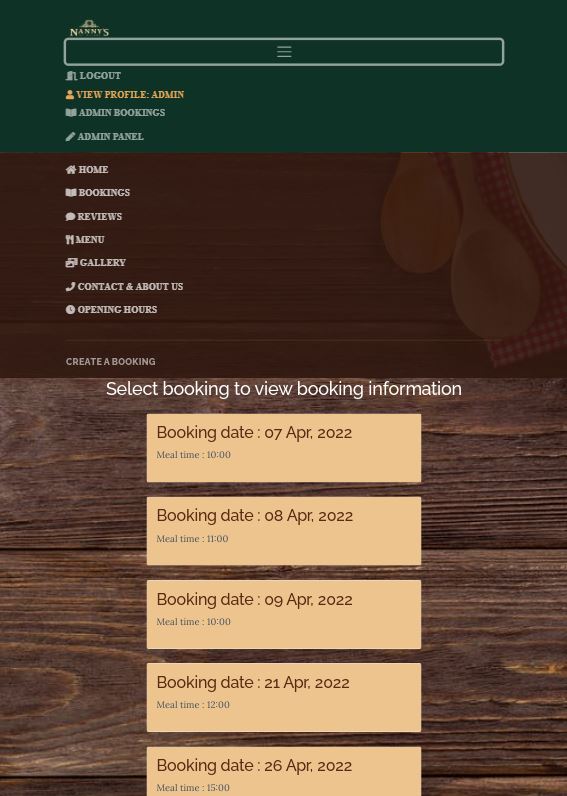 NANNY'S
LOGOUT
VIEW PROFILE: ADMIN
ADMIN BOOKINGS
ADMIN PANEL
HOME
BOOKINGS
REVIEWS
MENU
GALLERY
CONTACT & ABOUT US
OPENING HOURS
CREATE A BOOKING
Select booking to view booking information
Booking date : 07 Apr, 2022
Meal time : 10:00
Booking date : 08 Apr, 2022
Meal time : 11:00
Booking date : 09 Apr, 2022
Meal time : 10:00
Booking date : 21 Apr, 2022
Meal time : 12:00
Booking date : 26 Apr, 2022
Meal time : 15:00